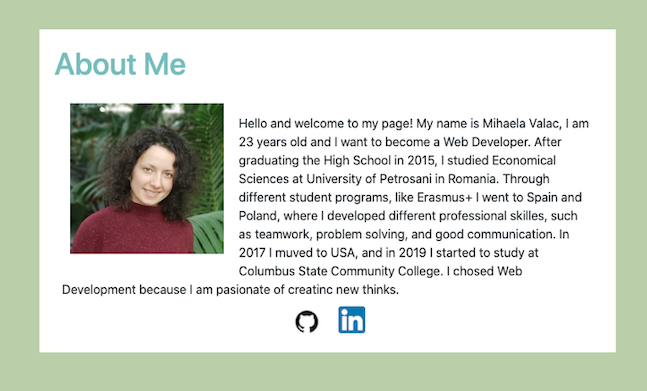 About Me
Hello and welcome to my page! My name is Mihaela Valac, I am
23 years old and I want to become a Web Developer. After
graduating the High School in 2015, I studied Economical
Sciences at University of Petrosani in Romania. Through
different student programs, like Erasmus+ I went to Spain and
Poland, where I developed different professional skilles, such
as teamwork, problem solving, and good communication. In
2017 I muved to USA, and in 2019 I started to study at
Columbus State Community College. I chosed Web
Development because I am pasionate of creatinc new thinks.
in